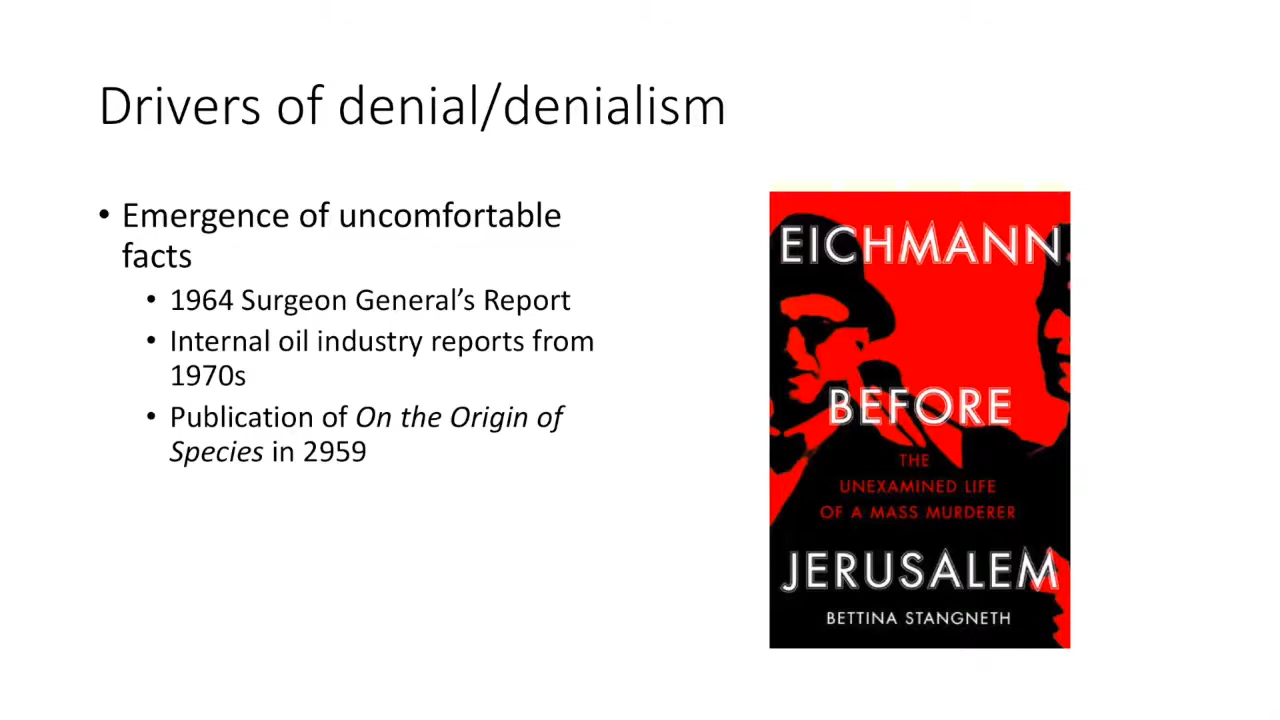 Drivers of denial/denialism
• Emergence of uncomfortable
facts
• 1964 Surgeon General’s Report
• Internal oil industry reports from
1970s
• Publication of On the Origin of
Species in 2959
EICHMANN
BEFORE
THE
UNEXAMINED LIFE
OF A MASS MURDERER
JERUSALEM
BETTINA STANGNETH